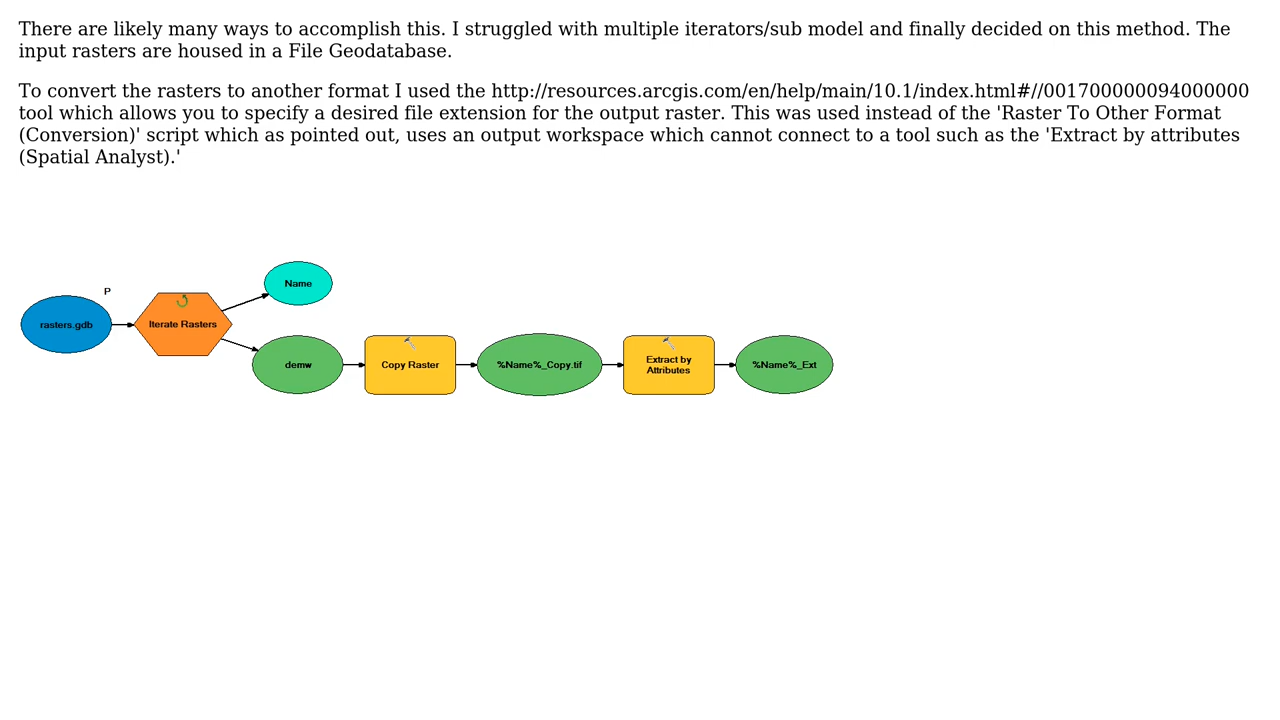 There are likely many ways to accomplish this. I struggled with multiple iterators/sub model and finally decided on this method. The
input rasters are housed in a File Geodatabase.
To convert the rasters to another format I used the http://resources.arcgis.com/en/help/main/10.1/index.html#//001700000094000000
tool which allows you to specify a desired file extension for the output raster. This was used instead of the 'Raster To Other Format
(Conversion)' script which as pointed out, uses an output workspace which cannot connect to a tool such as the 'Extract by attributes
(Spatial Analyst).'
P
Name
rasters.gdb
Iterate Rasters
demw
Copy Raster
%Name%_Copy.tif
Extract by
Attributes
%Name%_Ext